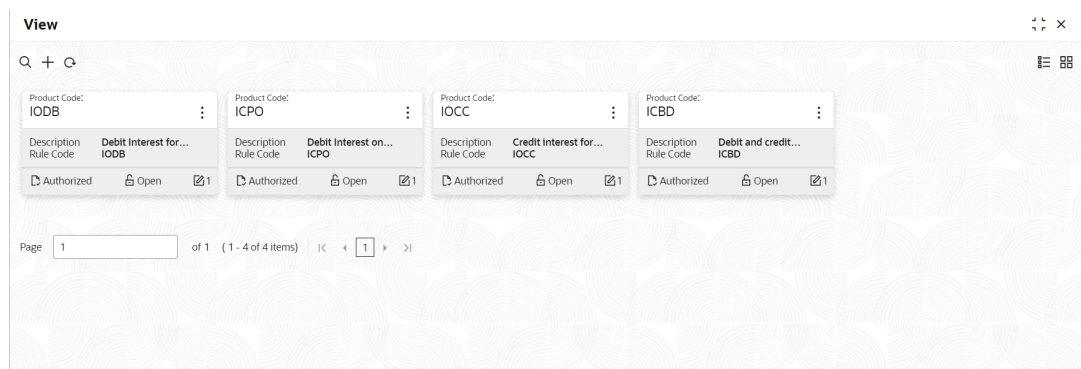 View
Product Code:
IODB
Description Debit Interest for...
Rule Code IODB
Authorized Open 1
Product Code:
ICPO
Description Debit Interest on...
Rule Code ICPO
Authorized Open 1
Product Code:
IOCC
Description Credit interest for...
Rule Code IOCC
Authorized Open 1
Product Code:
ICBD
Description Debit and credit...
Rule Code ICBD
Authorized Open 1
Page 1 of 1 ( 1 - 4 of 4 items) 1